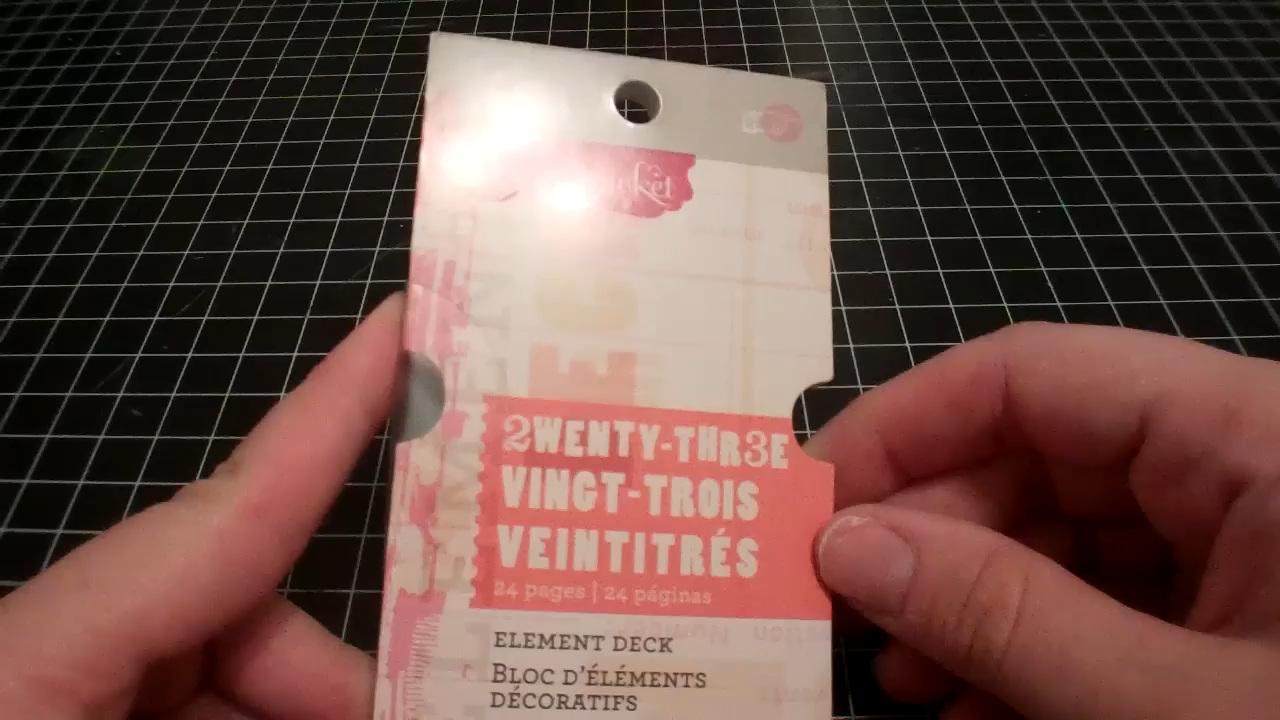 2WENTY-THR3E
VINGT-TROIS
VEINTITRÉS
24 pages | 24 páginas
ELEMENT DECK
BLOC D'ÉLÉMENTS
DÉCORATIFS